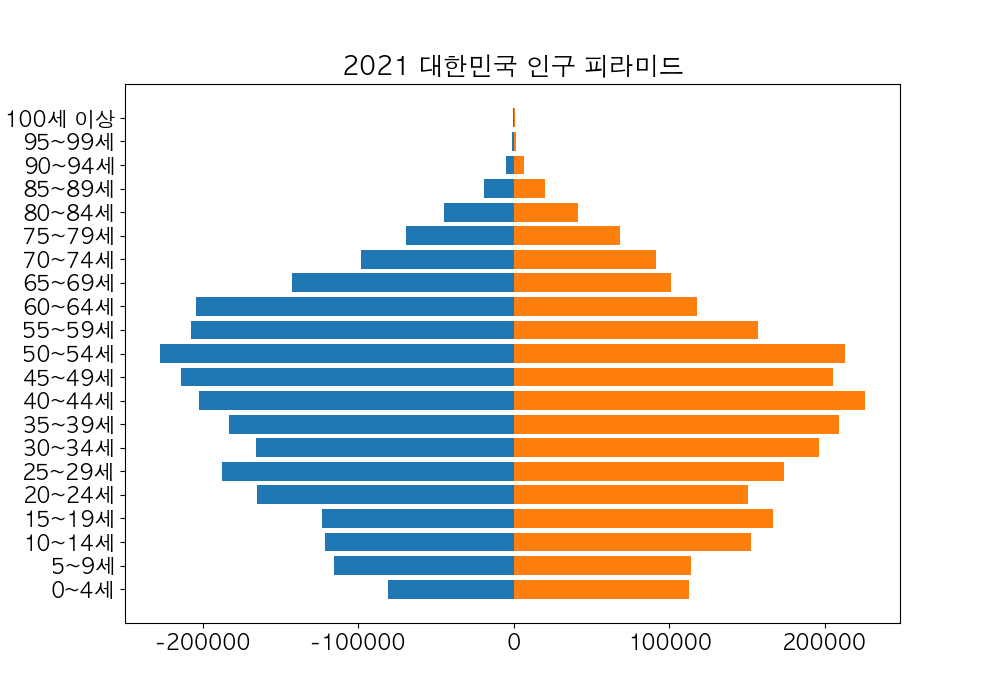 2021 대한민국 인구 피라미드
100세 이상
95~99세
90~94세
85~89세
80~84세
75~79세
70~74세
65~69세
60~64세
55~59세
50~54세
45~49세
40~44세
35~39세
30~34세
25~29세
20~24세
15~19세
10~14세
5~9세
0~4세
-200000 -100000 0 100000 200000